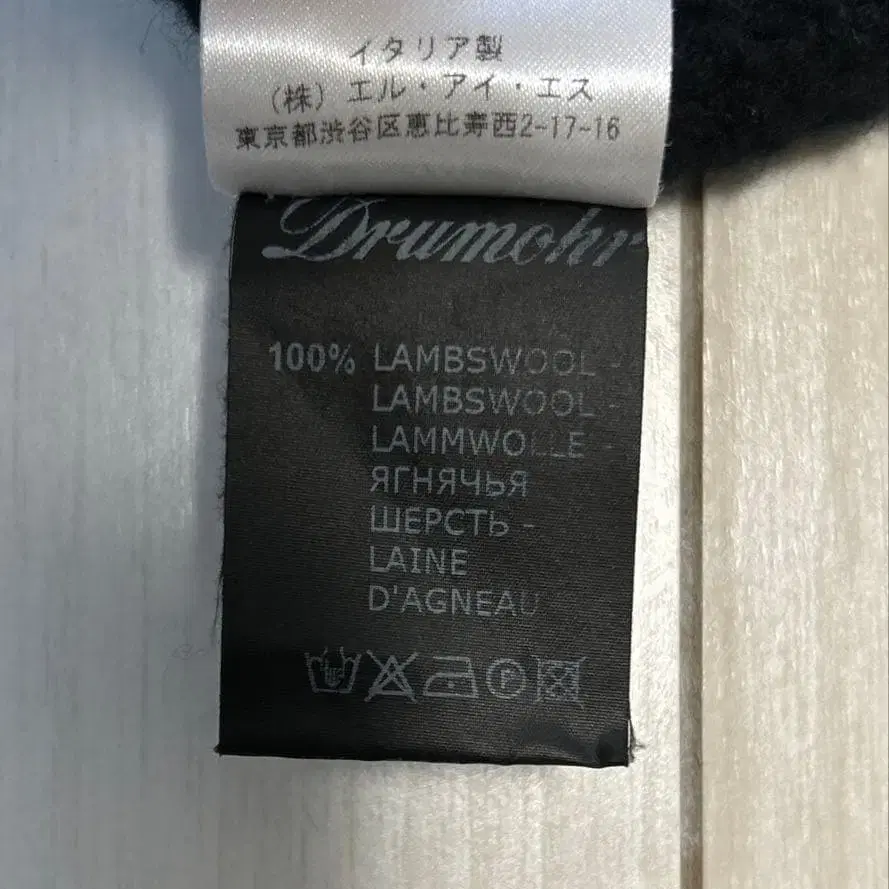 イタリア製
(株) エル・アイ・エス
東京都渋谷区恵比寿西2-17-16
Drumohr
100% LAMBSWOOL -
LAMBSWOOL -
LAMMWOLLE -
ЯГНЯЧЬЯ
ШЕРСТЬ -
LAINE
D'AGNEAU
P